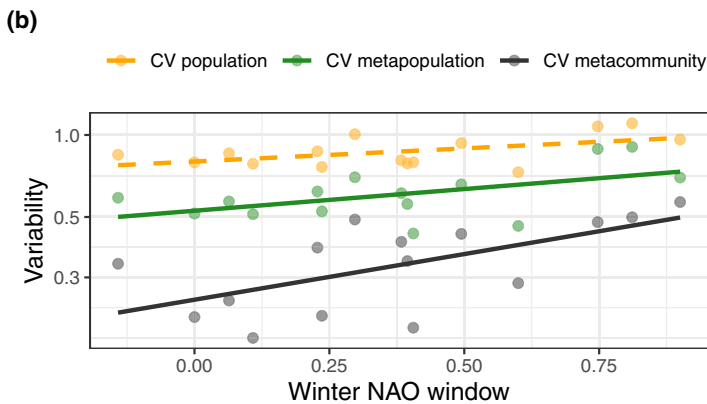 (b)
CV population CV metapopulation CV metacommunity
1.0
0.5
0.3
Variability
0.00 0.25 0.50 0.75
Winter NAO window